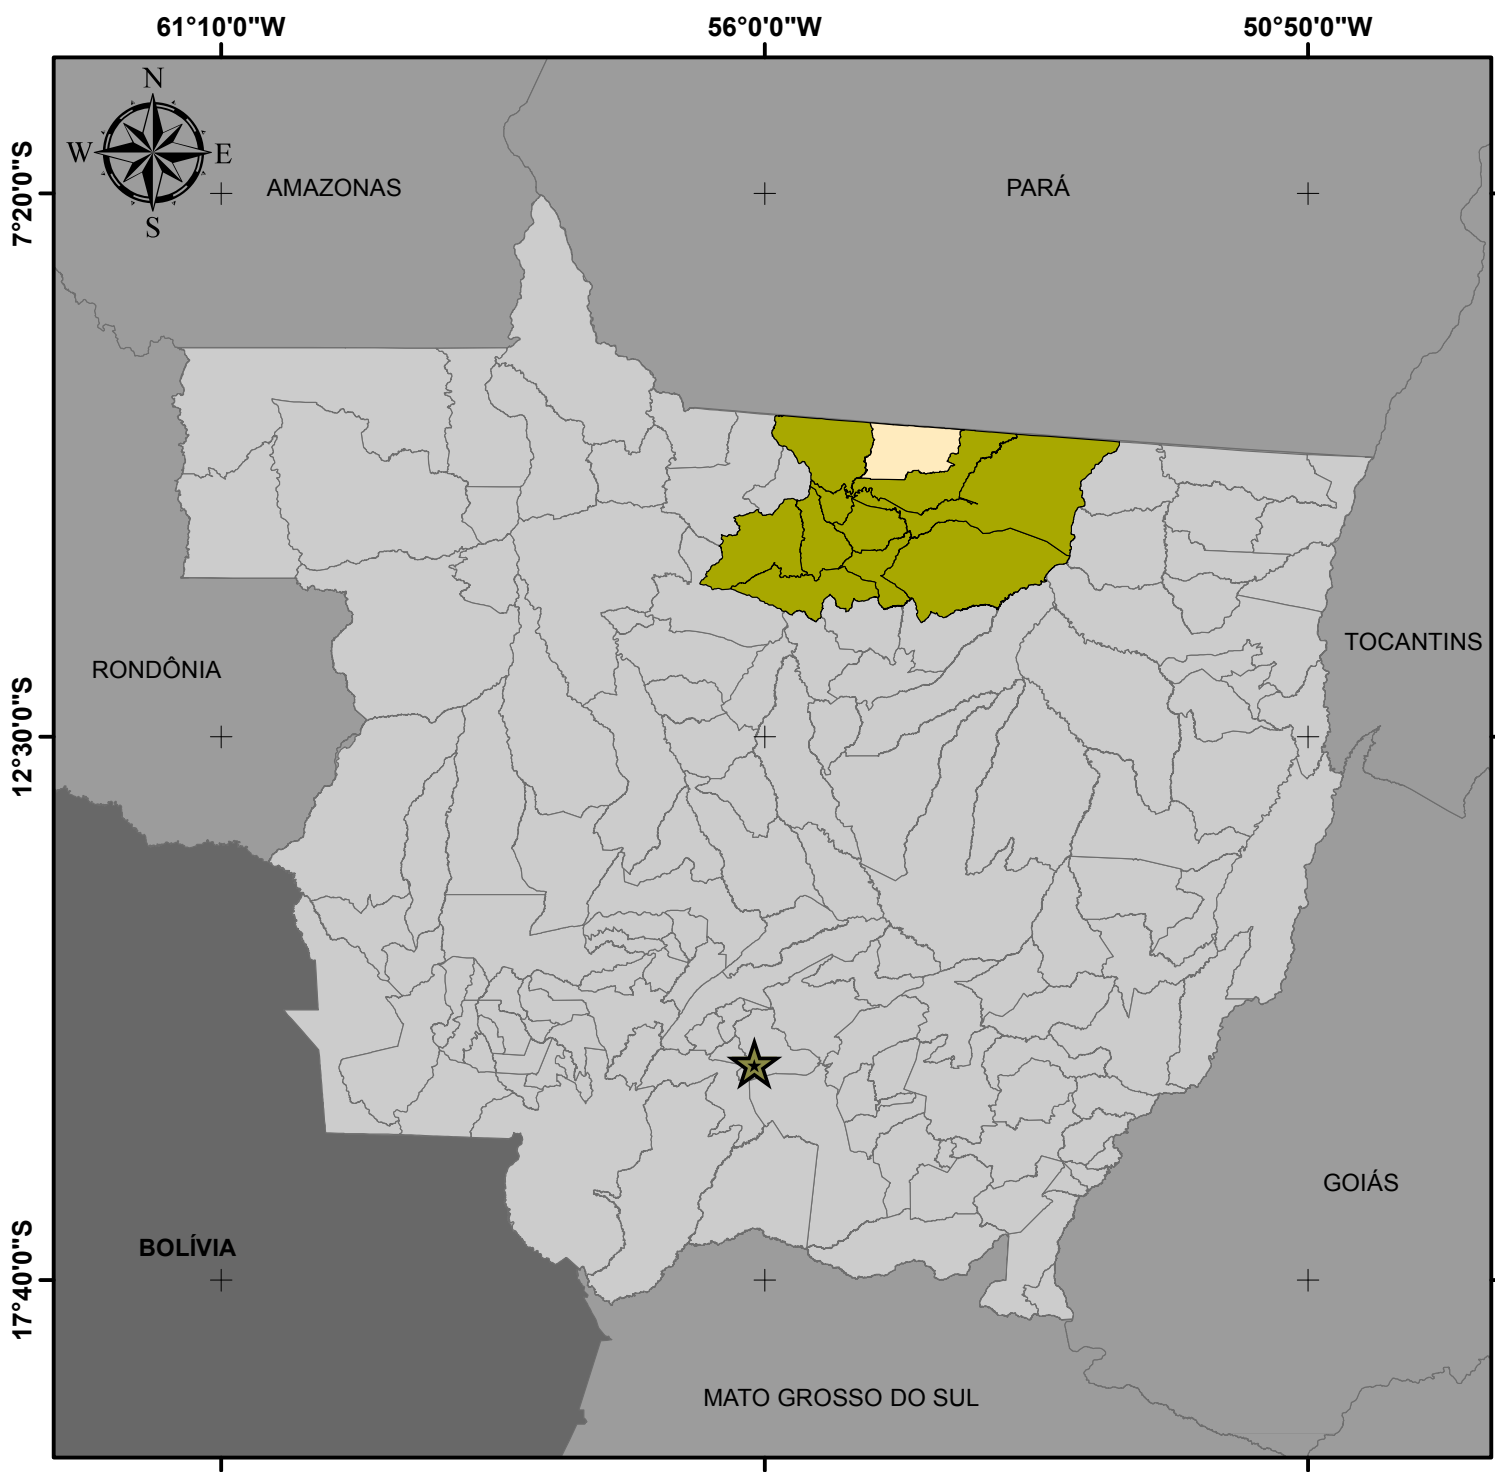 61°10'0"W
56°0'0"W
50°50'0"W
N
W
E
S
7°20'0"S
AMAZONAS
PARÁ
RONDÔNIA
TOCANTINS
12°30'0"S
GOIÁS
BOLÍVIA
17°40'0"S
MATO GROSSO DO SUL